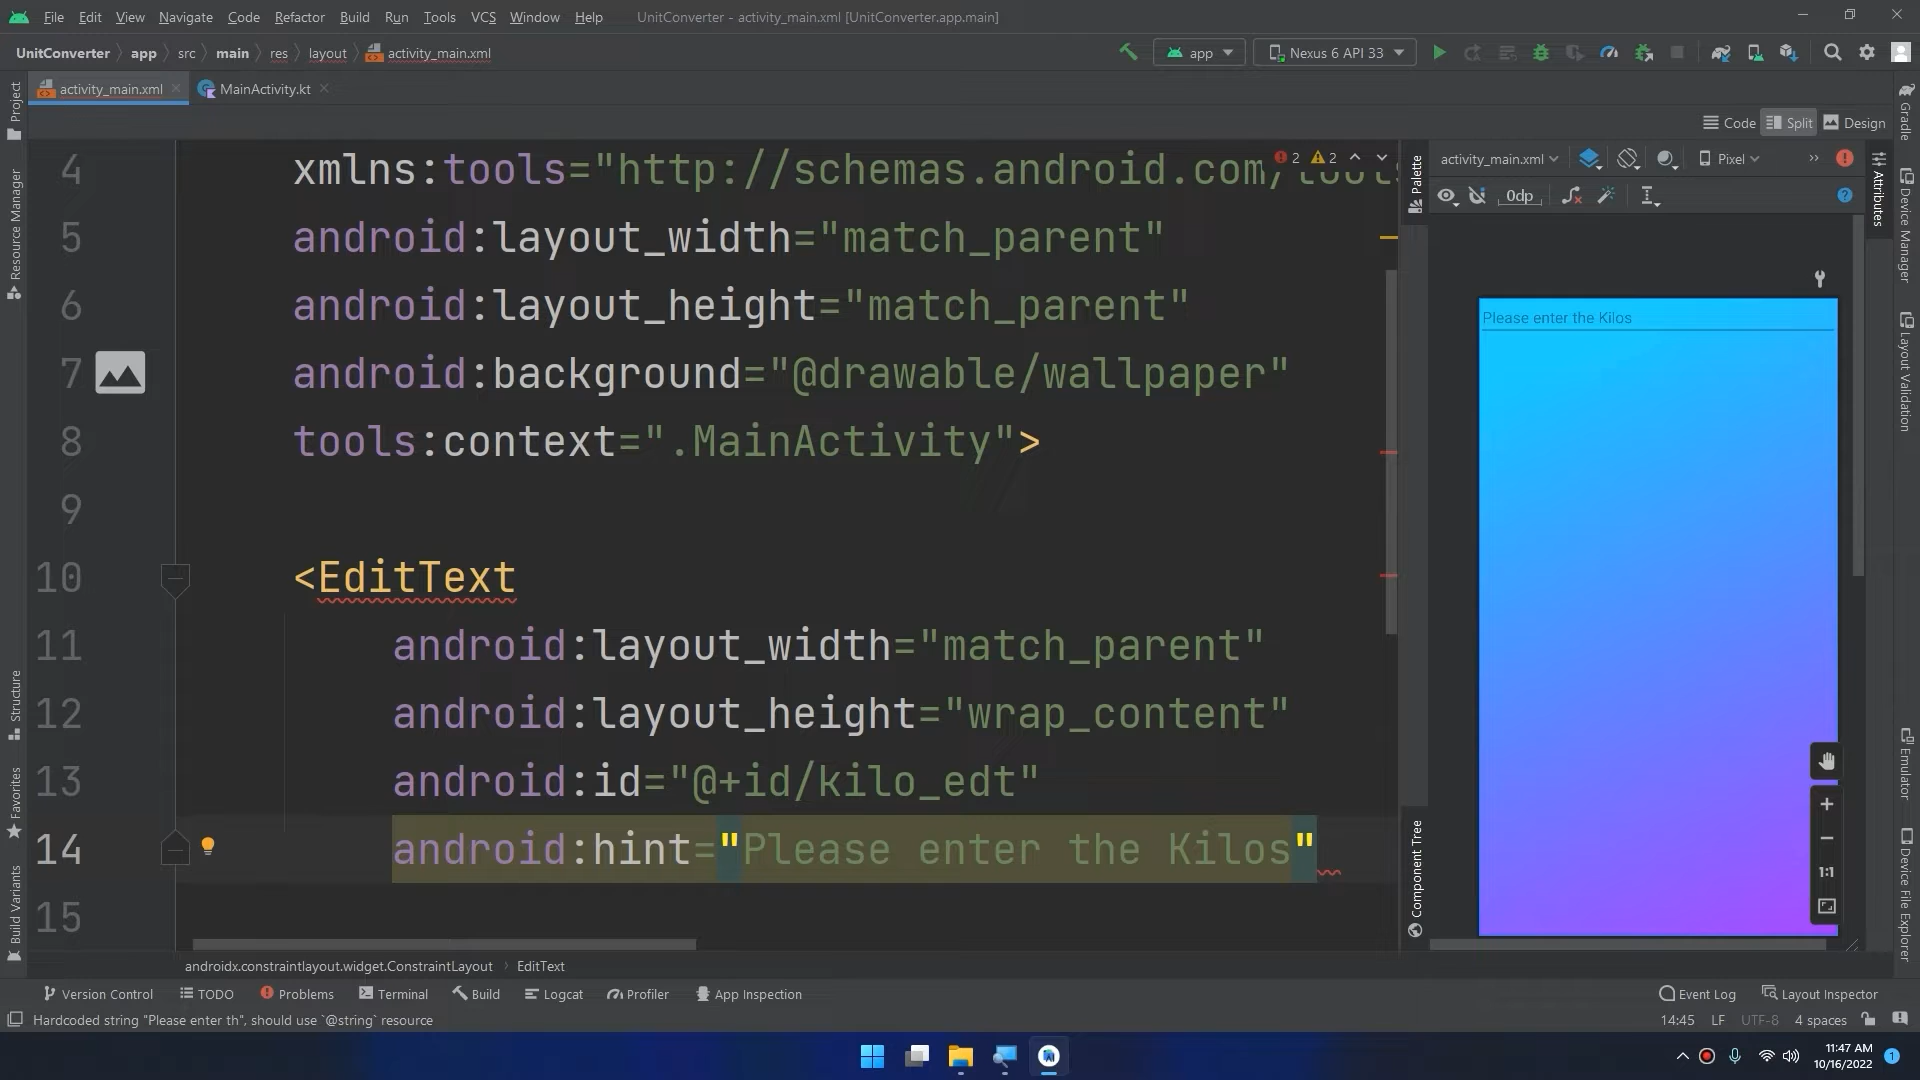 File Edit View Navigate Code Refactor Build Run Tools VCS Window Help UnitConverter - activity_main.xml [UnitConverter.app.main]
UnitConverter app src main res layout activity_main.xml app Nexus 6 API 33
activity_main.xml MainActivity.kt
Code Split Design
Project
Resource Manager
Structure
Favorites
Build Variants
4 xmlns:tools="http://schemas.android.com/tools
2 2
5 android:layout_width="match_parent"
6 android:layout_height="match_parent"
7 android:background="@drawable/wallpaper"
8 tools:context=".MainActivity">
9
10 <EditText
11 android:layout_width="match_parent"
12 android:layout_height="wrap_content"
13 android:id="@+id/kilo_edt"
14 android:hint="Please enter the Kilos"
15
Palette
Component Tree
activity_main.xml Pixel
0dp
Please enter the Kilos
1:1
Attributes
Gradle
Device Manager
Layout Validation
Emulator
Device File Explorer
androidx.constraintlayout.widget.ConstraintLayout EditText
Version Control TODO Problems Terminal Build Logcat Profiler App Inspection Event Log Layout Inspector
Hardcoded string "Please enter th", should use `@string` resource 14:45 LF UTF-8 4 spaces
11:47 AM
10/16/2022
1